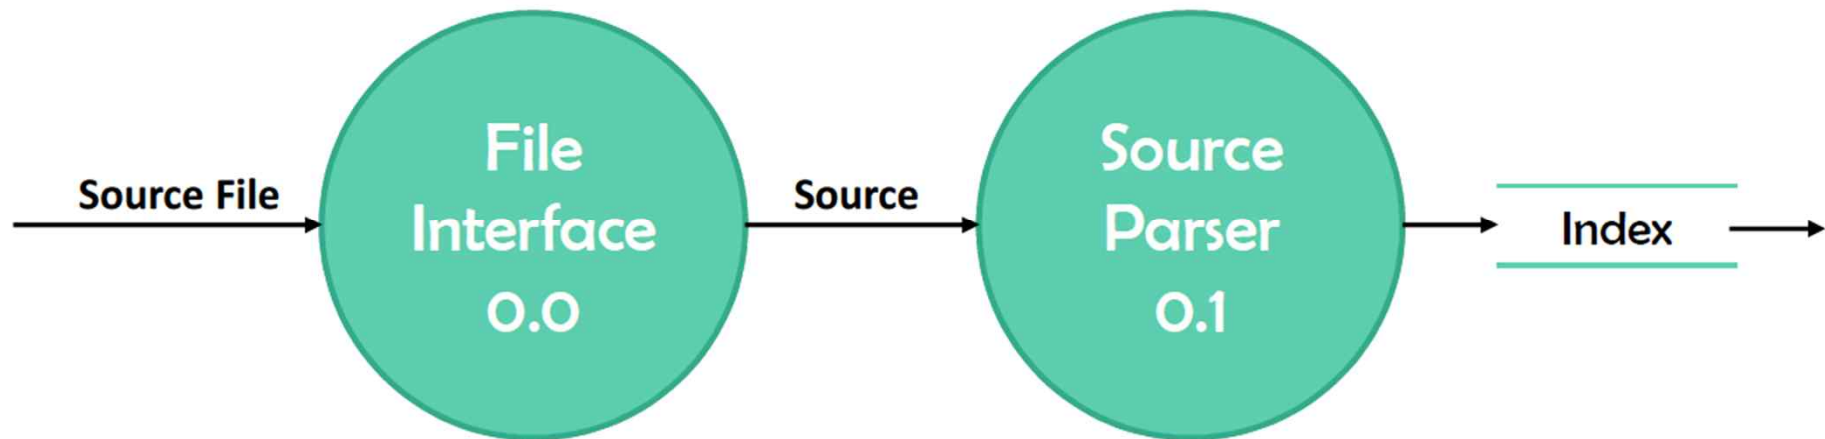 Source File
File
Interface
0.0
Source
Source
Parser
0.1
Index